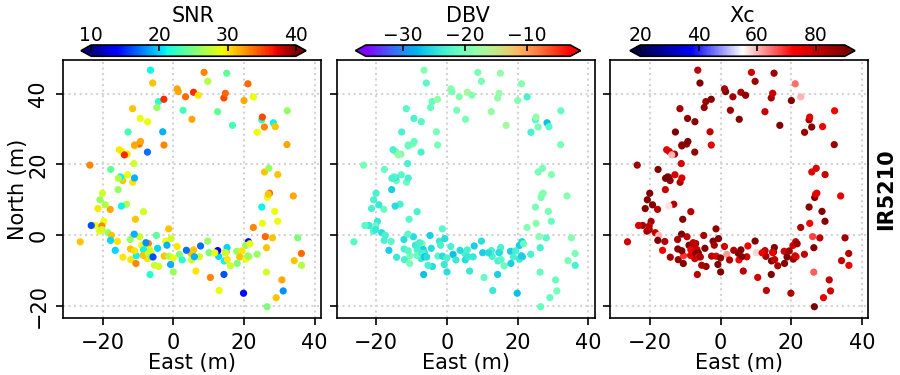 SNR DBV Xc
10 20 30 40 −30 −20 −10 20 40 60 80
40
20
0
−20
North (m)
IR5210
−20 0 20 40 −20 0 20 40 −20 0 20 40
East (m) East (m) East (m)